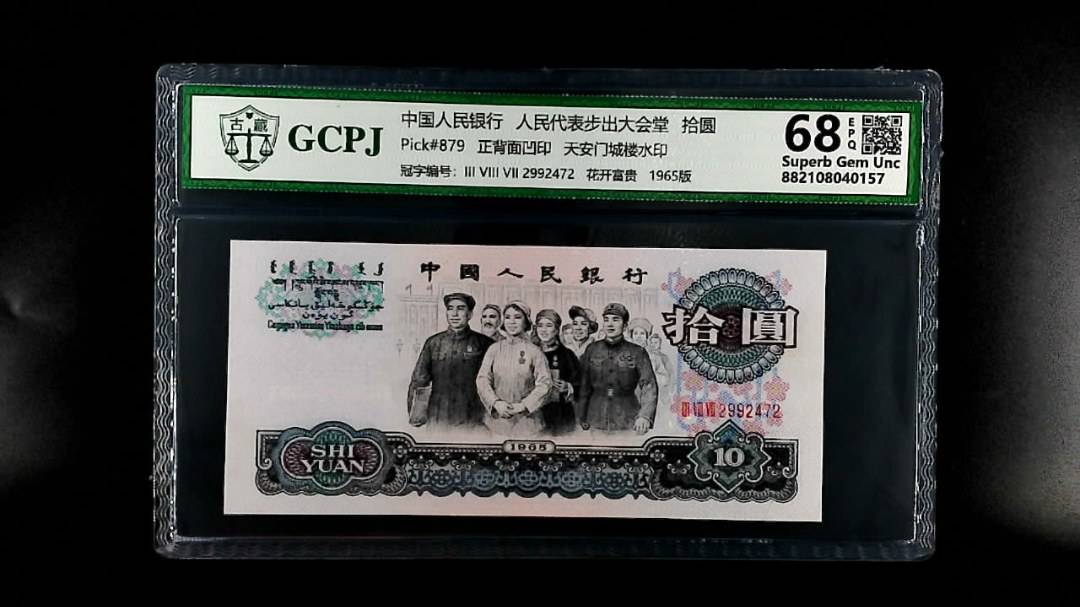 古藏
GCPJ
中国人民银行 人民代表步出大会堂 拾圆
Pick#879 正背面凹印 天安门城楼水印
冠字编号: III VIII VII 2992472 花开富贵 1965版
68 EPQ
Superb Gem Unc
882108040157
中國人民銀行
拾圓
III VIII VII 2992472
1965
SHI
YUAN
10